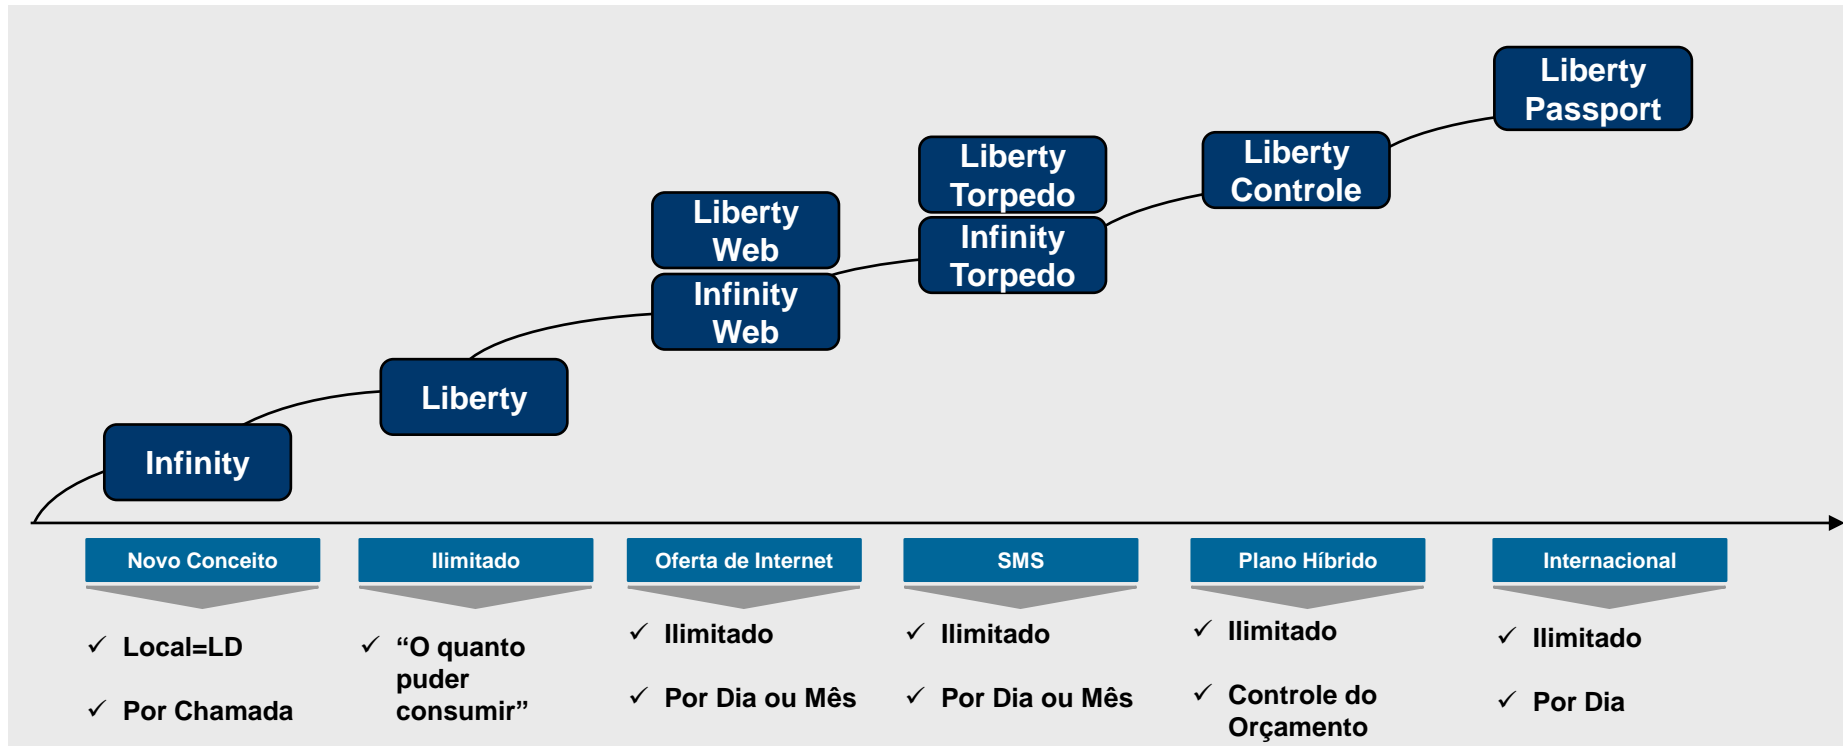 Liberty
Passport
Liberty
Torpedo
Liberty
Controle
Liberty
Web
Infinity
Torpedo
Infinity
Web
Liberty
Infinity
Novo Conceito
Ilimitado
Oferta de Internet
SMS
Plano Híbrido
Internacional
✓ Local=LD
✓ Por Chamada
✓ “O quanto
puder
consumir”
✓ Ilimitado
✓ Por Dia ou Mês
✓ Ilimitado
✓ Por Dia ou Mês
✓ Ilimitado
✓ Controle do
Orçamento
✓ Ilimitado
✓ Por Dia